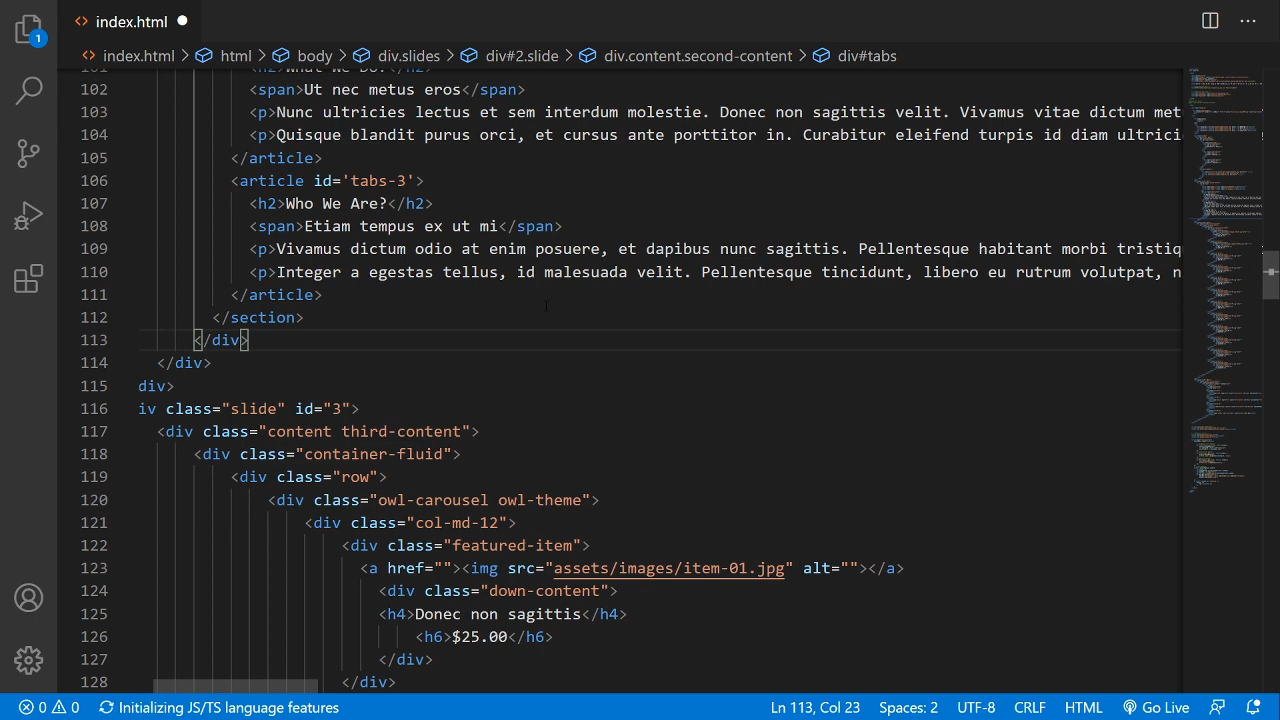 index.html
index.html html body div.slides div#2.slide div.content.second-content div#tabs
1
101 <h2>What We Do?</h2>
102 <span>Ut nec metus enc</span>
103 <p>Nunc ultricies rectus et nam interdum molestie. Donec non sagittis velit. Vivamus vitae dictum met
104 <p>Quisque blandit purus orci, cursus ante porttitor in. Curabitur eleifend turpis id diam ultrici
105 </article>
106 <article id='tabs-3'>
107 <h2>Who We Are?</h2>
108 <span>Etiam tempus ex ut mi</span>
109 <p>Vivamus dictum odio at enim posuere, et dapibus nunc sagittis. Pellentesque habitant morbi tristiq
110 <p>Integer a egestas tellus, id malesuada velit. Pellentesque tincidunt, libero eu rutrum volutpat, n
111 </article>
112 </section>
113 </div>
114 </div>
115 div>
116 iv class="slide" id="3">
117 <div class="content third-content">
118 <div class="container-fluid">
119 <div class="row">
120 <div class="owl-carousel owl-theme">
121 <div class="col-md-12">
122 <div class="featured-item">
123 <a href=""><img src="assets/images/item-01.jpg" alt=""></a>
124 <div class="down-content">
125 <h4>Donec non sagittis</h4>
126 <h6>$25.00</h6>
127 </div>
128 </div>
0 0 Initializing JS/TS language features Ln 113, Col 23 Spaces: 2 UTF-8 CRLF HTML Go Live